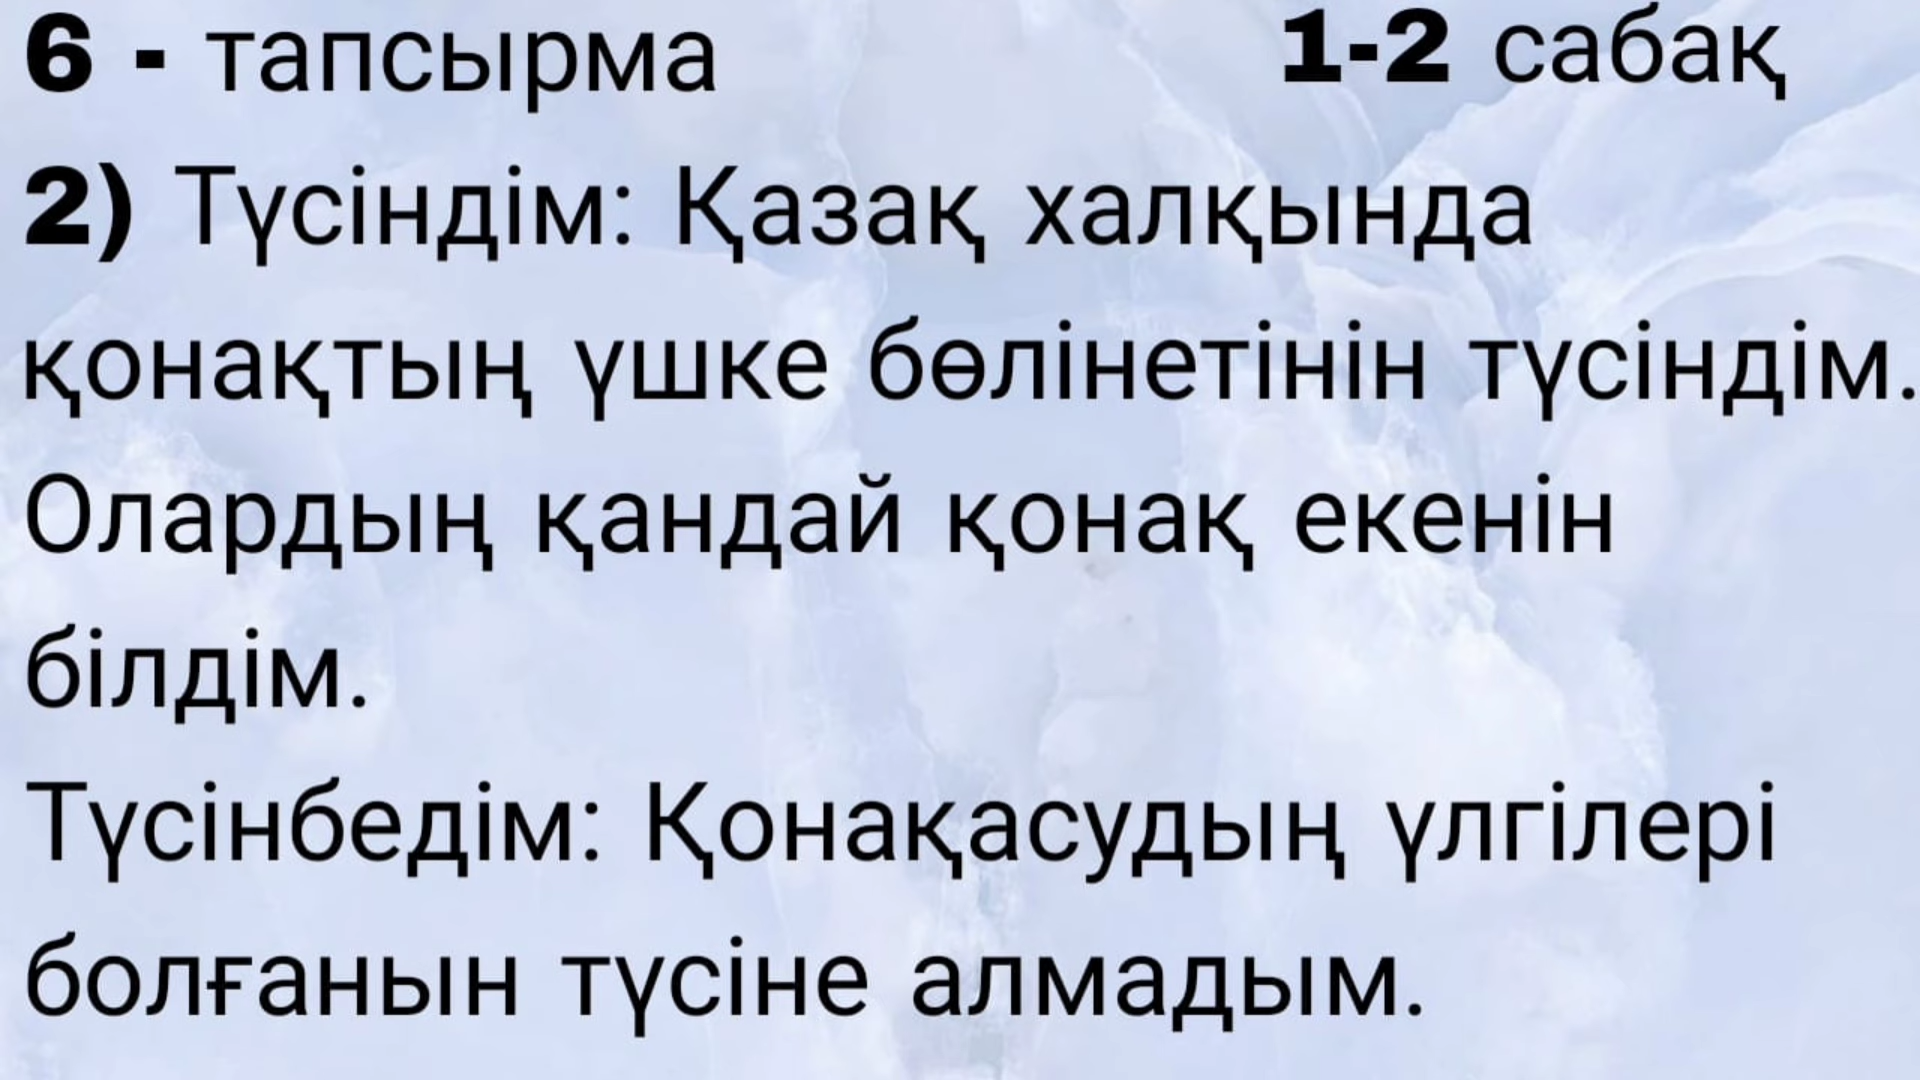 6 - тапсырма 1-2 сабақ
2) Түсіндім: Қазақ халқында
қонақтың үшке бөлінетінін түсіндім.
Олардың қандай қонақ екенін
білдім.
Түсінбедім: Қонақасудың үлгілері
болғанын түсіне алмадым.